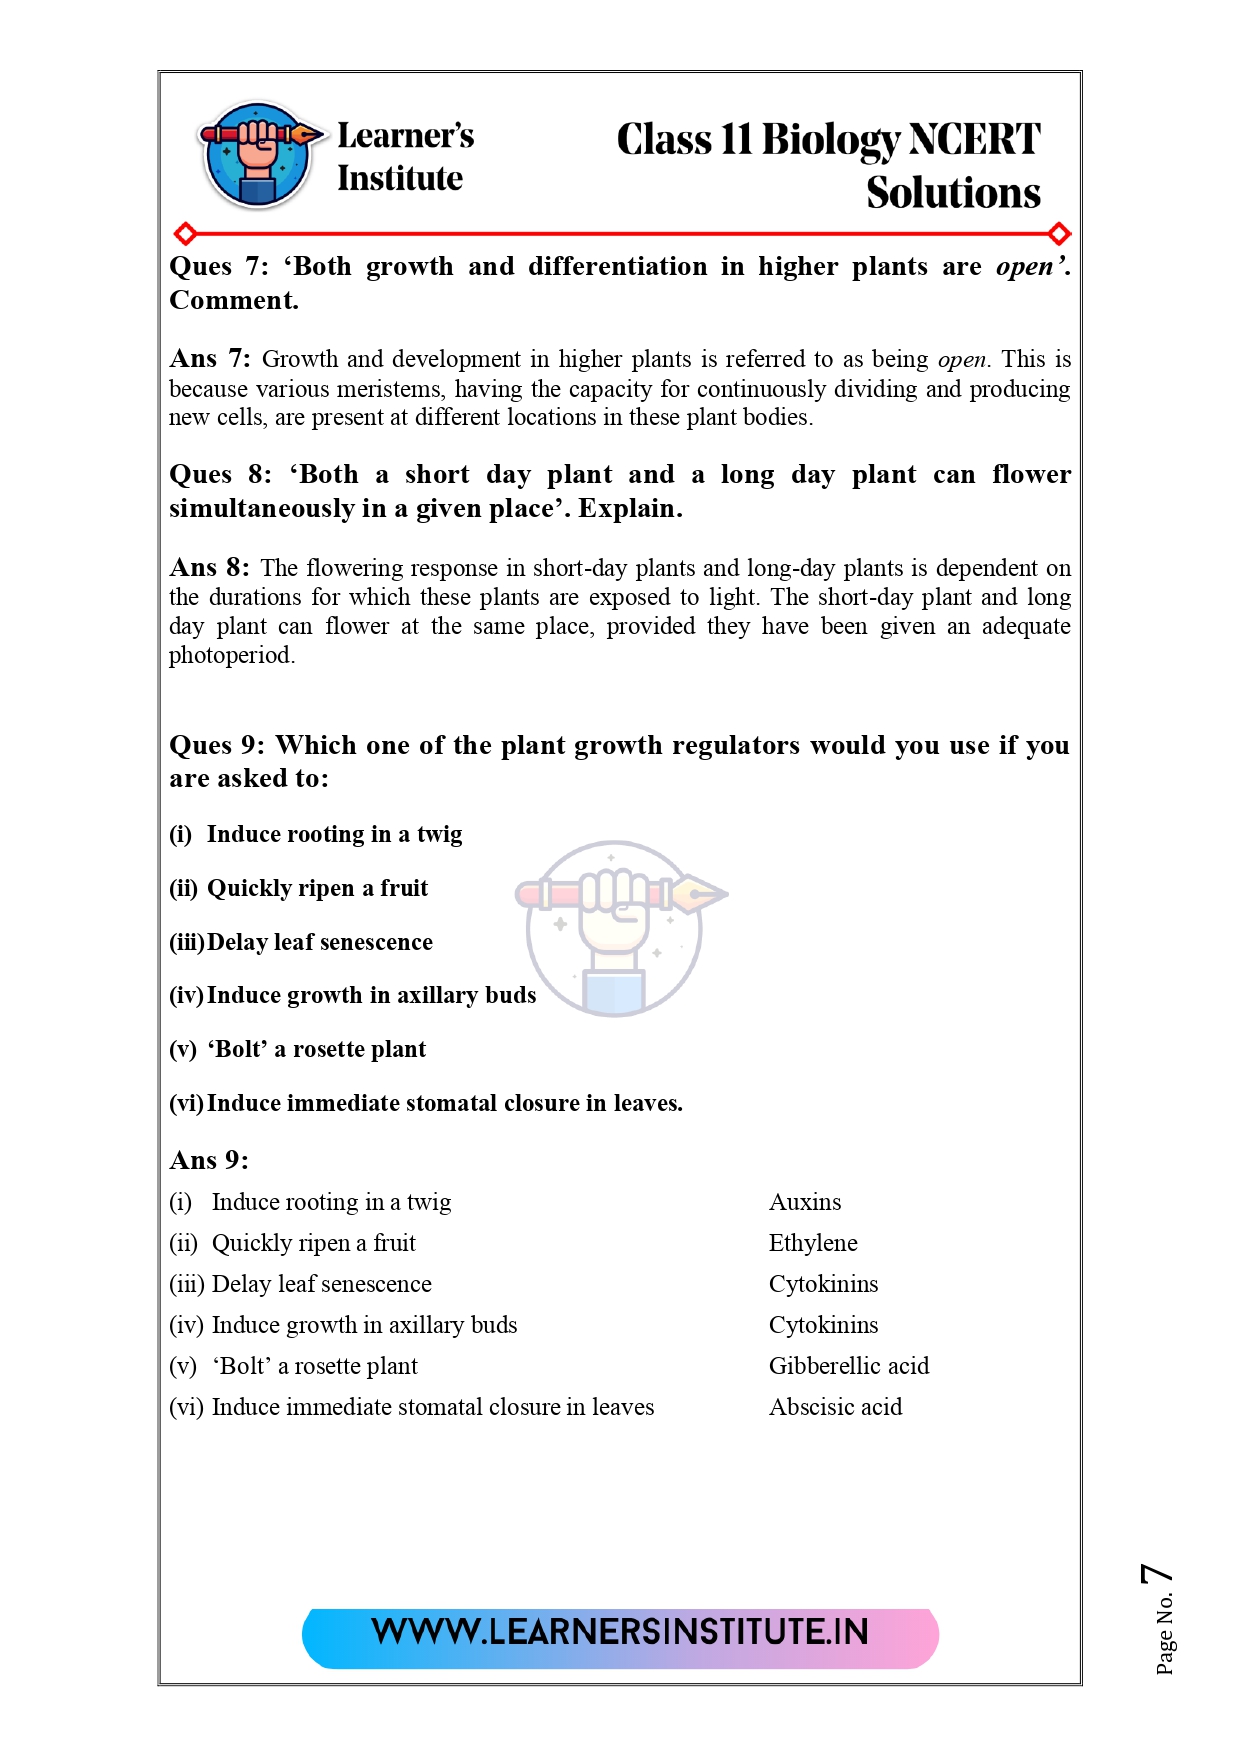 Learner's
Institute
Class 11 Biology NCERT
Solutions
Ques 7: ‘Both growth and differentiation in higher plants are open’.
Comment.
Ans 7: Growth and development in higher plants is referred to as being open. This is
because various meristems, having the capacity for continuously dividing and producing
new cells, are present at different locations in these plant bodies.
Ques 8: ‘Both a short day plant and a long day plant can flower
simultaneously in a given place’. Explain.
Ans 8: The flowering response in short-day plants and long-day plants is dependent on
the durations for which these plants are exposed to light. The short-day plant and long
day plant can flower at the same place, provided they have been given an adequate
photoperiod.
Ques 9: Which one of the plant growth regulators would you use if you
are asked to:
(i) Induce rooting in a twig
(ii) Quickly ripen a fruit
(iii) Delay leaf senescence
(iv) Induce growth in axillary buds
(v) ‘Bolt’ a rosette plant
(vi) Induce immediate stomatal closure in leaves.
Ans 9:
(i) Induce rooting in a twig Auxins
(ii) Quickly ripen a fruit Ethylene
(iii) Delay leaf senescence Cytokinins
(iv) Induce growth in axillary buds Cytokinins
(v) ‘Bolt’ a rosette plant Gibberellic acid
(vi) Induce immediate stomatal closure in leaves Abscisic acid
WWW.LEARNERSINSTITUTE.IN
Page No. 7